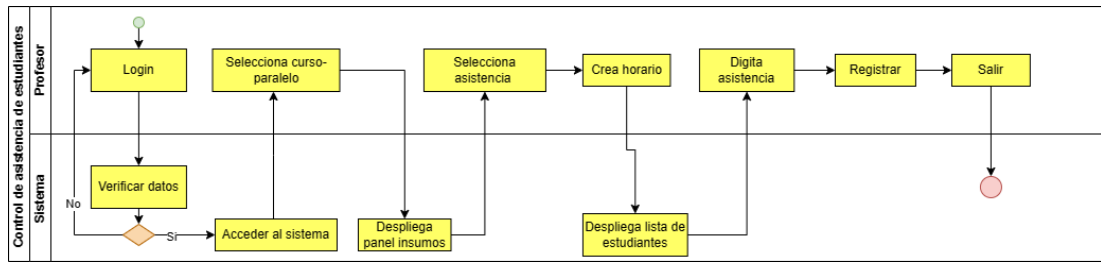 Control de asistencia de estudiantes
Profesor
Login
Selecciona curso-
paralelo
Selecciona
asistencia
Crea horario
Digita
asistencia
Registrar
Salir
Sistema
Verificar datos
No
Si
Acceder al sistema
Despliega
panel insumos
Despliega lista de
estudiantes